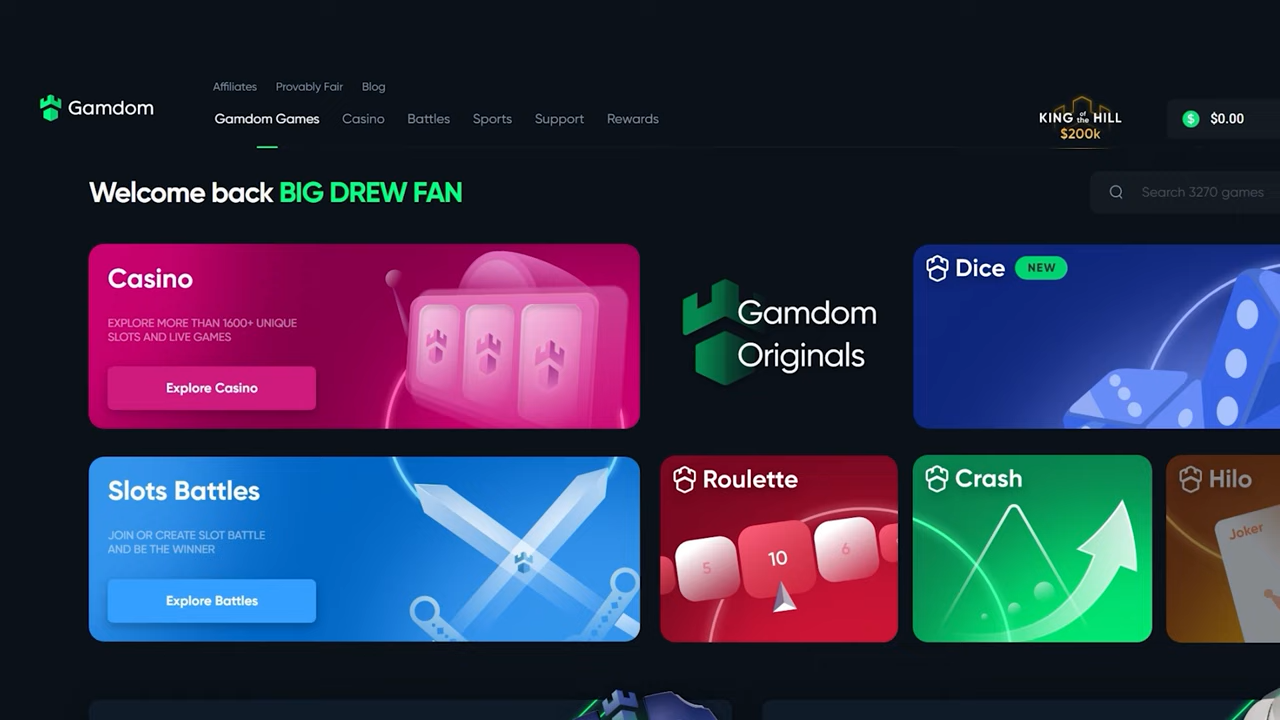 Affiliates Provably Fair Blog
Gamdom
Gamdom Games Casino Battles Sports Support Rewards
KING of the HILL
$200k
$ $0.00
Welcome back BIG DREW FAN
Search 3270 games
Casino
EXPLORE MORE THAN 1600+ UNIQUE
SLOTS AND LIVE GAMES
Explore Casino
Gamdom
Originals
Dice NEW
Slots Battles
JOIN OR CREATE SLOT BATTLE
AND BE THE WINNER
Explore Battles
Roulette
5 10 6
Crash
Hilo
Joker